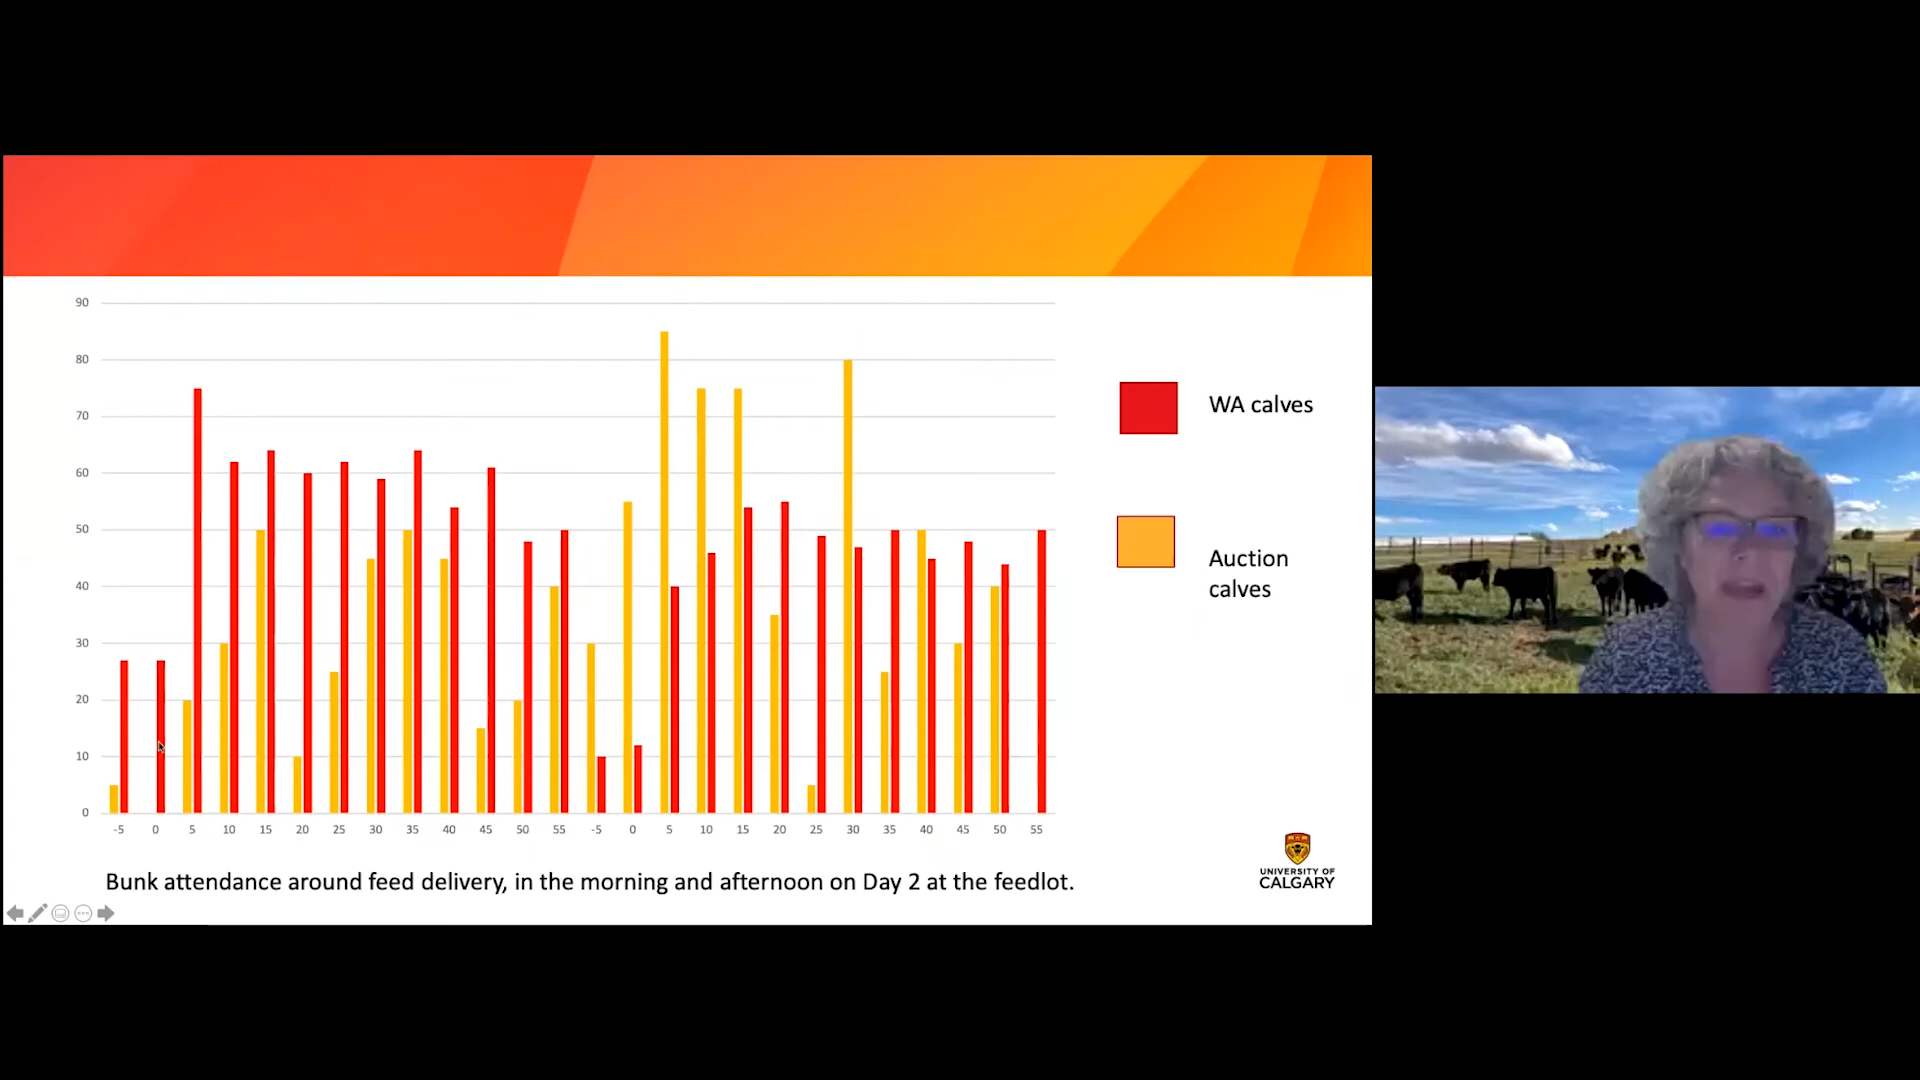 90
80
70
60
50
40
30
20
10
0
-5 0 5 10 15 20 25 30 35 40 45 50 55 -5 0 5 10 15 20 25 30 35 40 45 50 55
WA calves
Auction
calves
Bunk attendance around feed delivery, in the morning and afternoon on Day 2 at the feedlot.
UNIVERSITY OF
CALGARY